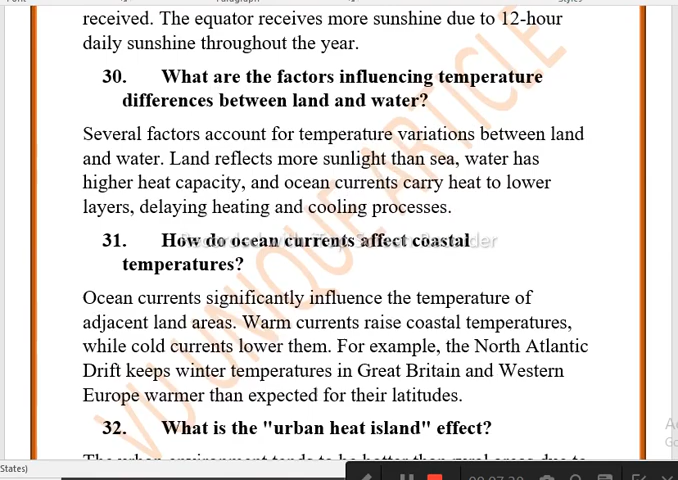 received. The equator receives more sunshine due to 12-hour
daily sunshine throughout the year.
30. What are the factors influencing temperature
differences between land and water?
Several factors account for temperature variations between land
and water. Land reflects more sunlight than sea, water has
higher heat capacity, and ocean currents carry heat to lower
layers, delaying heating and cooling processes.
31. How do ocean currents affect coastal
temperatures?
Ocean currents significantly influence the temperature of
adjacent land areas. Warm currents raise coastal temperatures,
while cold currents lower them. For example, the North Atlantic
Drift keeps winter temperatures in Great Britain and Western
Europe warmer than expected for their latitudes.
32. What is the "urban heat island" effect?
States)
VU UNIQUE ARTICLE